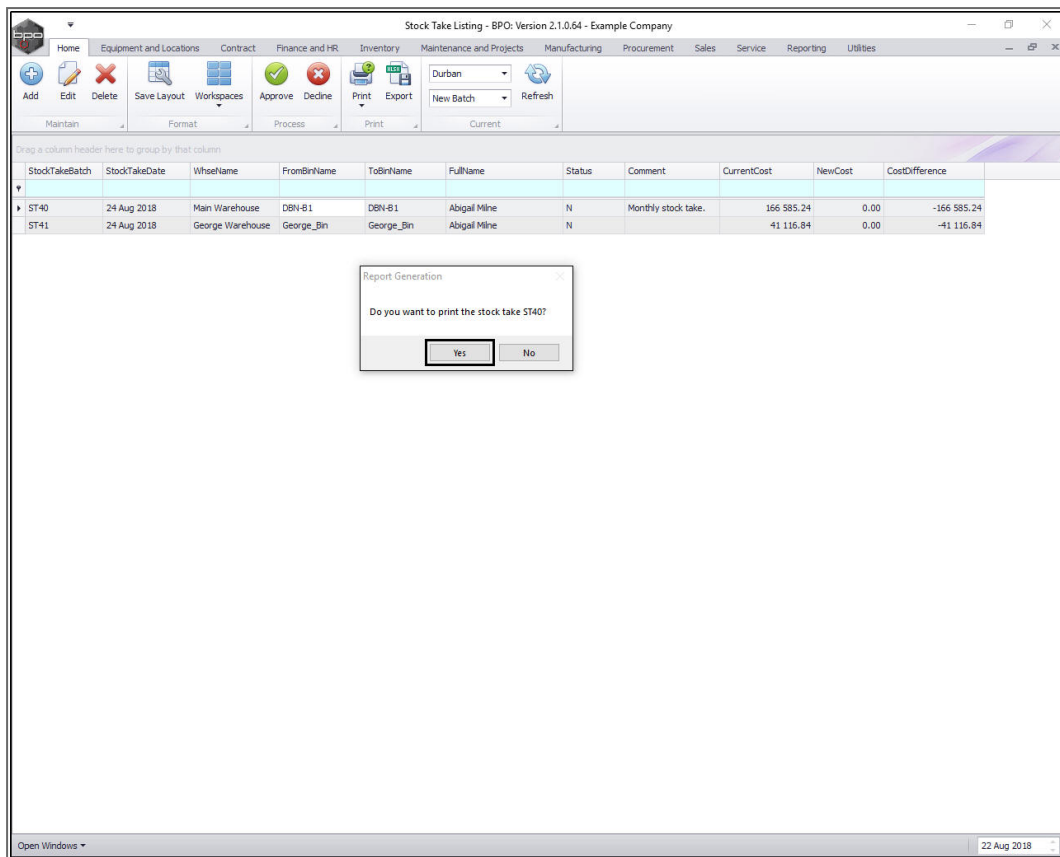 Stock Take Listing - BPO: Version 2.1.0.64 - Example Company
bpo
Home Equipment and Locations Contract Finance and HR Inventory Maintenance and Projects Manufacturing Procurement Sales Service Reporting Utilities
Durban
Add Edit Delete Save Layout Workspaces Approve Decline Print Export New Batch Refresh
Maintain Format Process Print Current
Drag a column header here to group by that column
StockTakeBatch StockTakeDate WhseName FromBinName ToBinName FullName Status Comment CurrentCost NewCost CostDifference
ST40 24 Aug 2018 Main Warehouse DBN-B1 DBN-B1 Abigail Milne N Monthly stock take. 166 585.24 0.00 -166 585.24
ST41 24 Aug 2018 George Warehouse George_Bin George_Bin Abigail Milne N 41 116.84 0.00 -41 116.84
Report Generation
Do you want to print the stock take ST40?
Yes No
Open Windows 22 Aug 2018